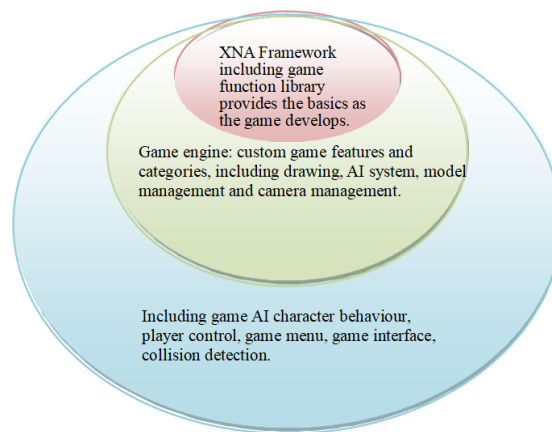 XNA Framework
including game
function library
provides the basics as
the game develops.
Game engine: custom game features and
categories, including drawing, AI system, model
management and camera management.
Including game AI character behaviour,
player control, game menu, game interface,
collision detection.